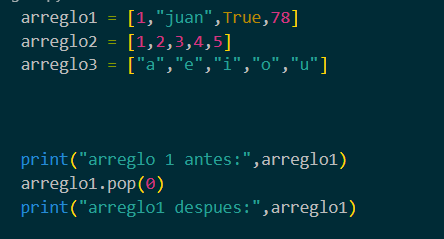 arreglo1 = [1,"juan",True,78]
arreglo2 = [1,2,3,4,5]
arreglo3 = ["a","e","i","o","u"]
print("arreglo 1 antes:",arreglo1)
arreglo1.pop(0)
print("arreglo1 despues:",arreglo1)